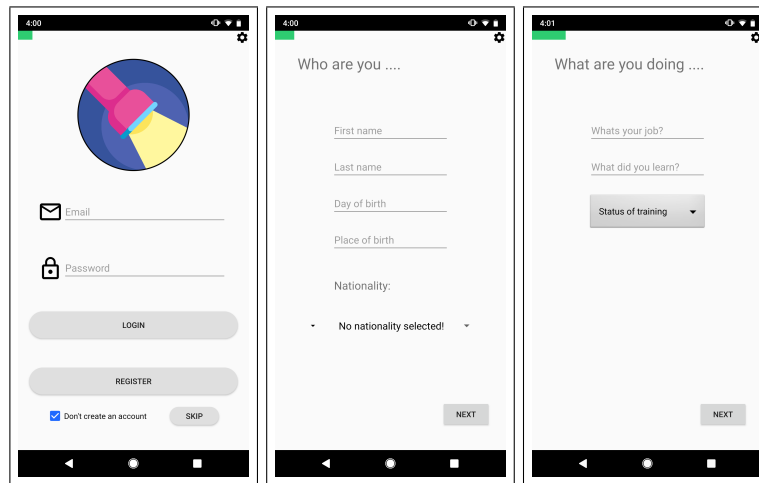 4:00
Email
Password
LOGIN
REGISTER
Don't create an account
SKIP
4:00
Who are you ....
First name
Last name
Day of birth
Place of birth
Nationality:
No nationality selected!
NEXT
4:01
What are you doing ....
Whats your job?
What did you learn?
Status of training
NEXT